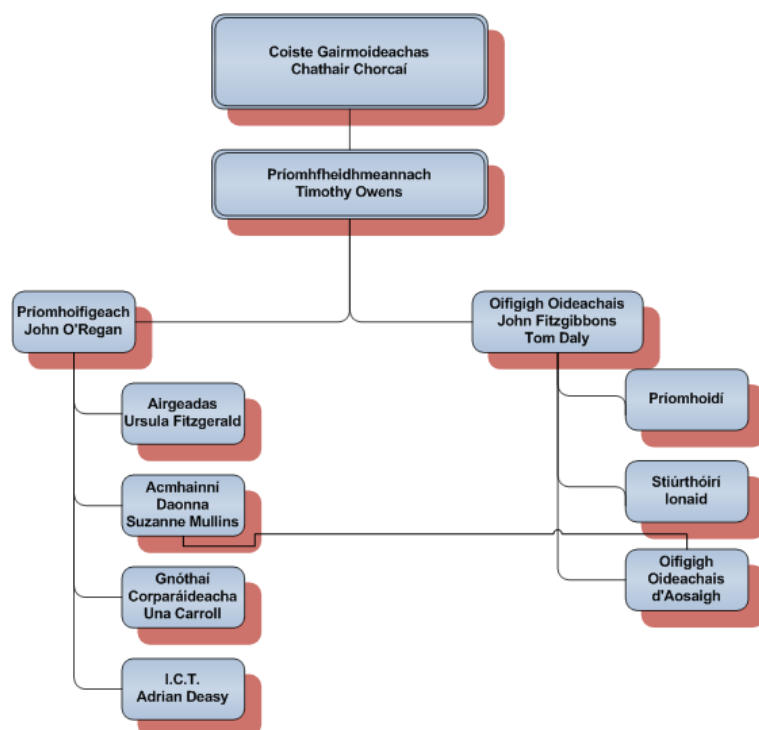 Coiste Gairmoideachas
Chathair Chorcaí
Príomhfheidhmeannach
Timothy Owens
Príomhoifigeach
John O'Regan
Oifigigh Oideachais
John Fitzgibbons
Tom Daly
Airgeadas
Ursula Fitzgerald
Príomhoidí
Acmhainní
Daonna
Suzanne Mullins
Stiúrthóirí
Ionaid
Gnóthaí
Corparáideacha
Una Carroll
Oifigigh
Oideachais
d'Aosaigh
I.C.T.
Adrian Deasy